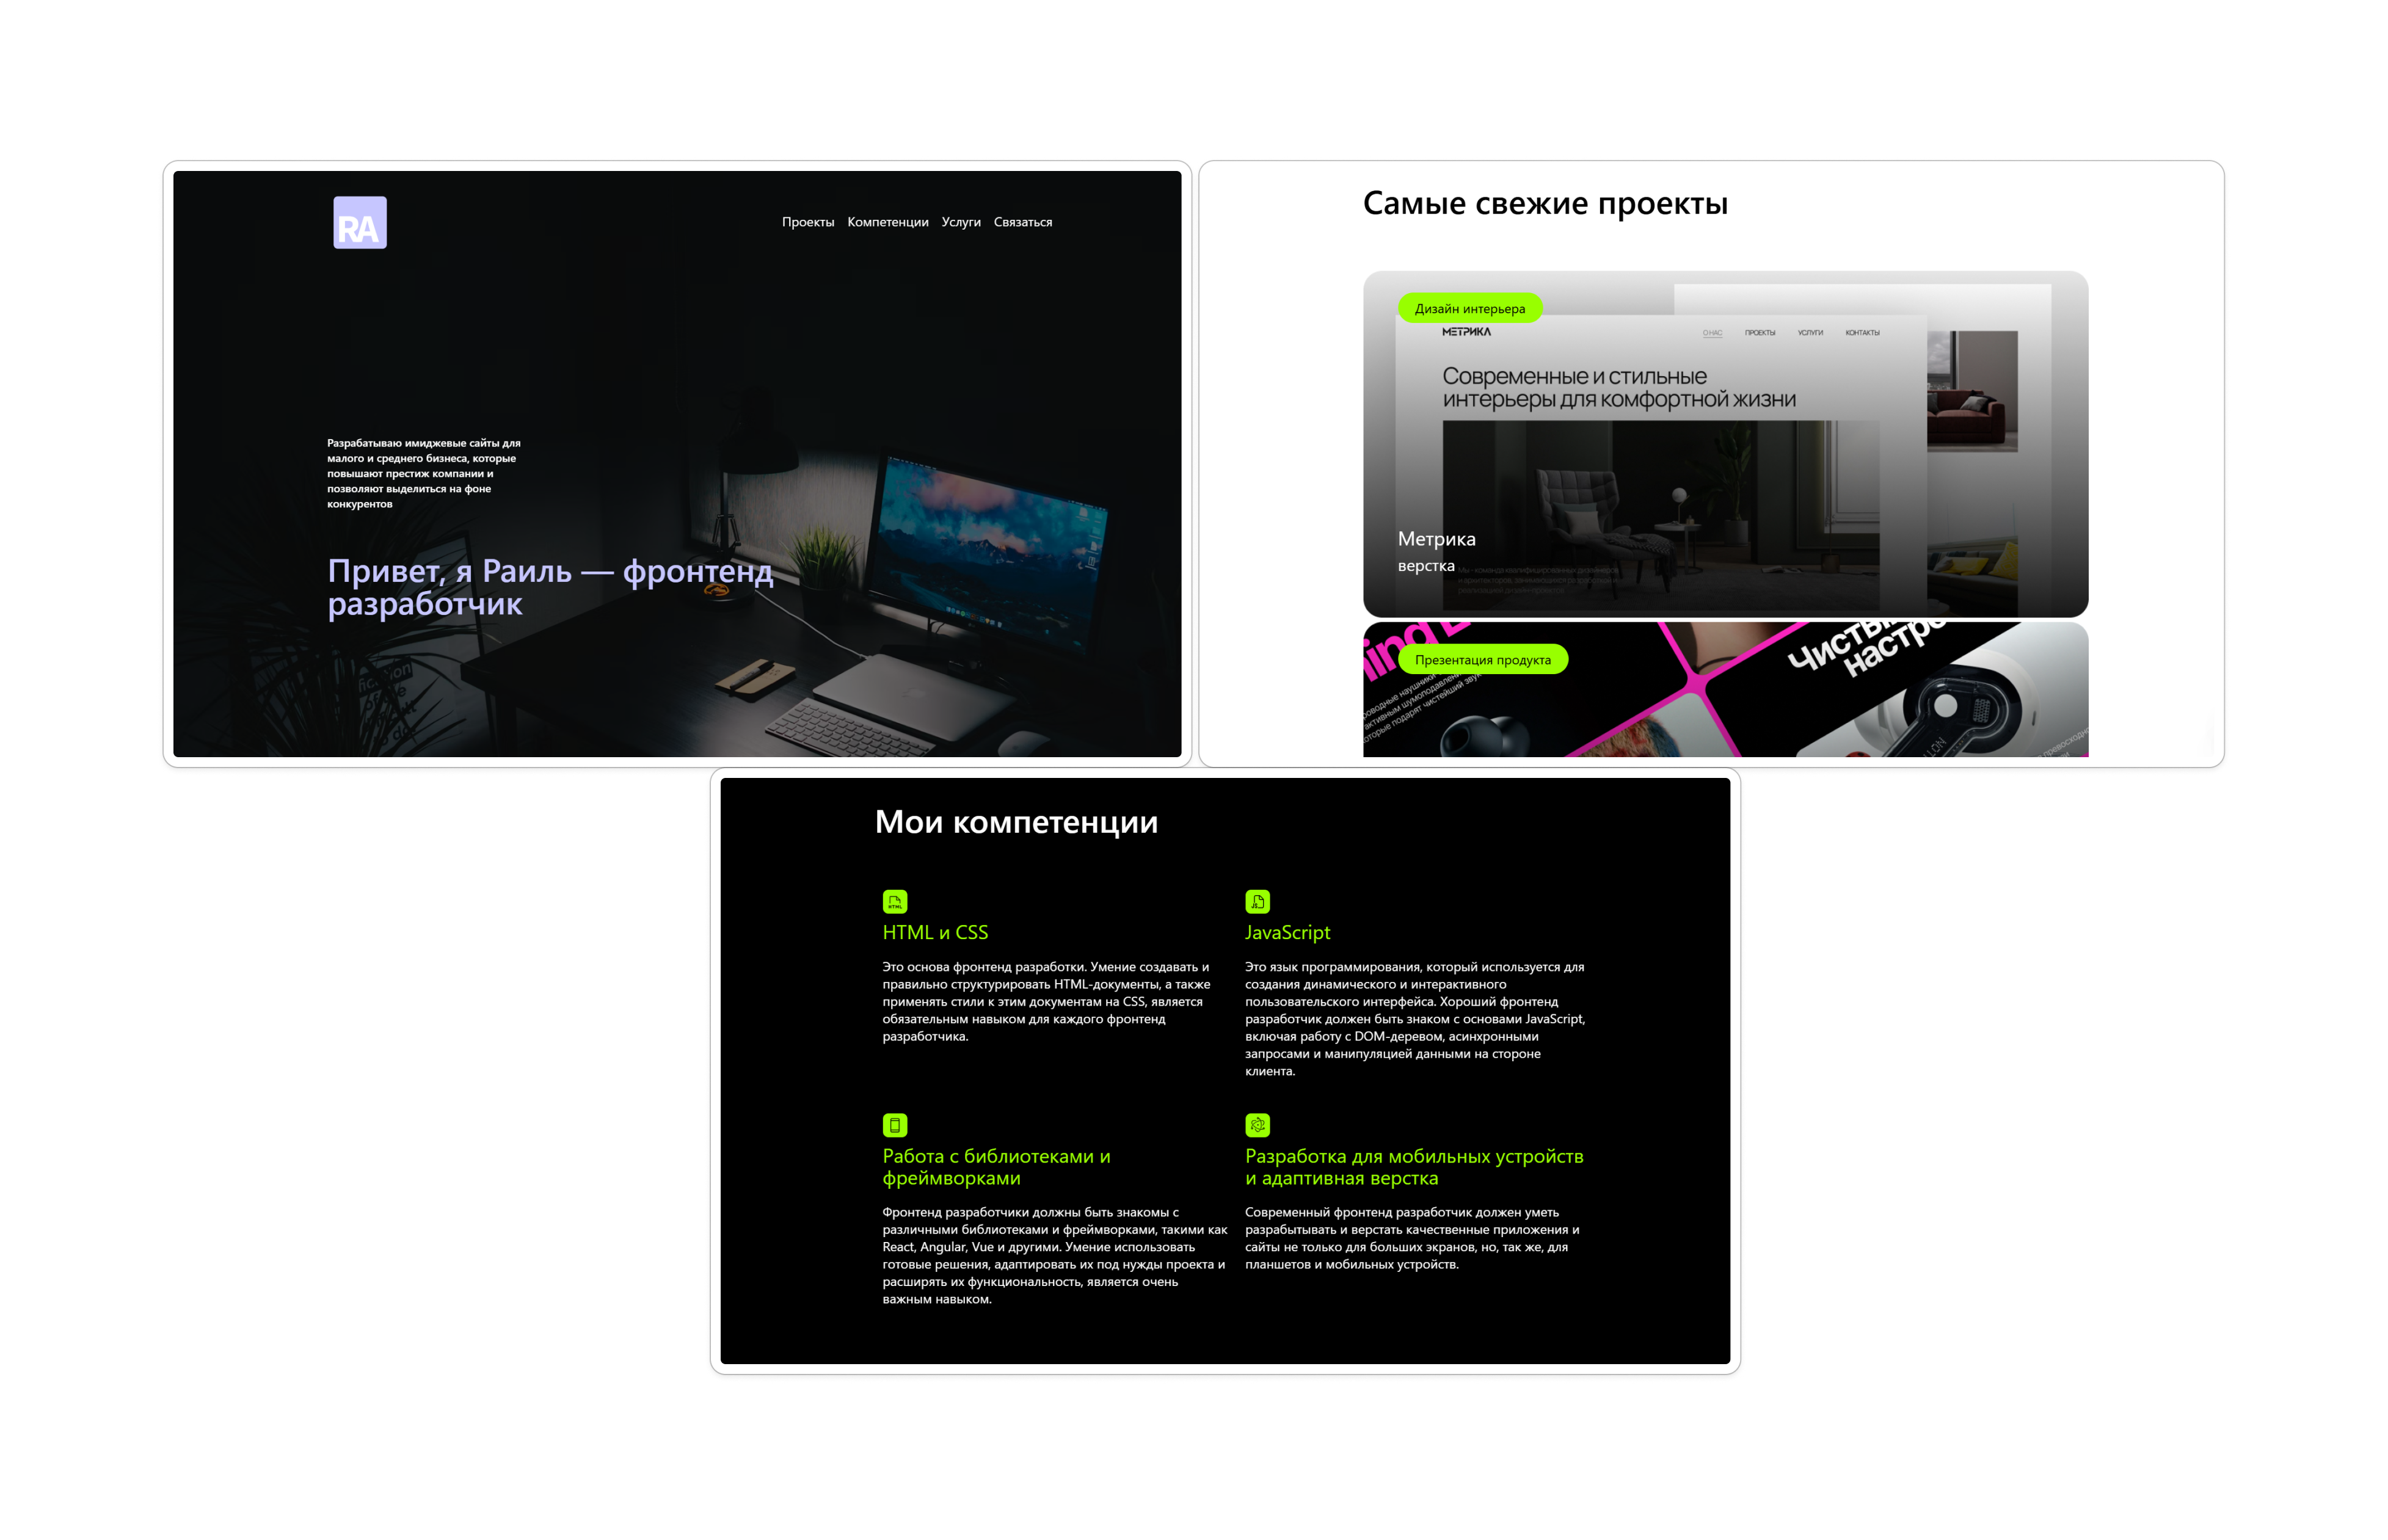 RA
Проекты Компетенции Услуги Связаться
Разрабатываю имиджевые сайты для
малого и среднего бизнеса, которые
повышают престиж компании и
позволяют выделиться на фоне
конкурентов
Привет, я Раиль — фронтенд
разработчик
Самые свежие проекты
Дизайн интерьера
МЕТРИКА
О НАС ПРОЕКТЫ УСЛУГИ КОНТАКТЫ
Современные и стильные
интерьеры для комфортной жизни
Метрика
верстка
Презентация продукта
Мои компетенции
HTML
HTML и CSS
Это основа фронтенд разработки. Умение создавать и
правильно структурировать HTML-документы, а также
применять стили к этим документам на CSS, является
обязательным навыком для каждого фронтенд
разработчика.
JS
JavaScript
Это язык программирования, который используется для
создания динамического и интерактивного
пользовательского интерфейса. Хороший фронтенд
разработчик должен быть знаком с основами JavaScript,
включая работу с DOM-деревом, асинхронными
запросами и манипуляцией данными на стороне
клиента.
Работа с библиотеками и
фреймворками
Фронтенд разработчики должны быть знакомы с
различными библиотеками и фреймворками, такими как
React, Angular, Vue и другими. Умение использовать
готовые решения, адаптировать их под нужды проекта и
расширять их функциональность, является очень
важным навыком.
Разработка для мобильных устройств
и адаптивная верстка
Современный фронтенд разработчик должен уметь
разрабытывать и верстать качественные приложения и
сайты не только для больших экранов, но, так же, для
планшетов и мобильных устройств.